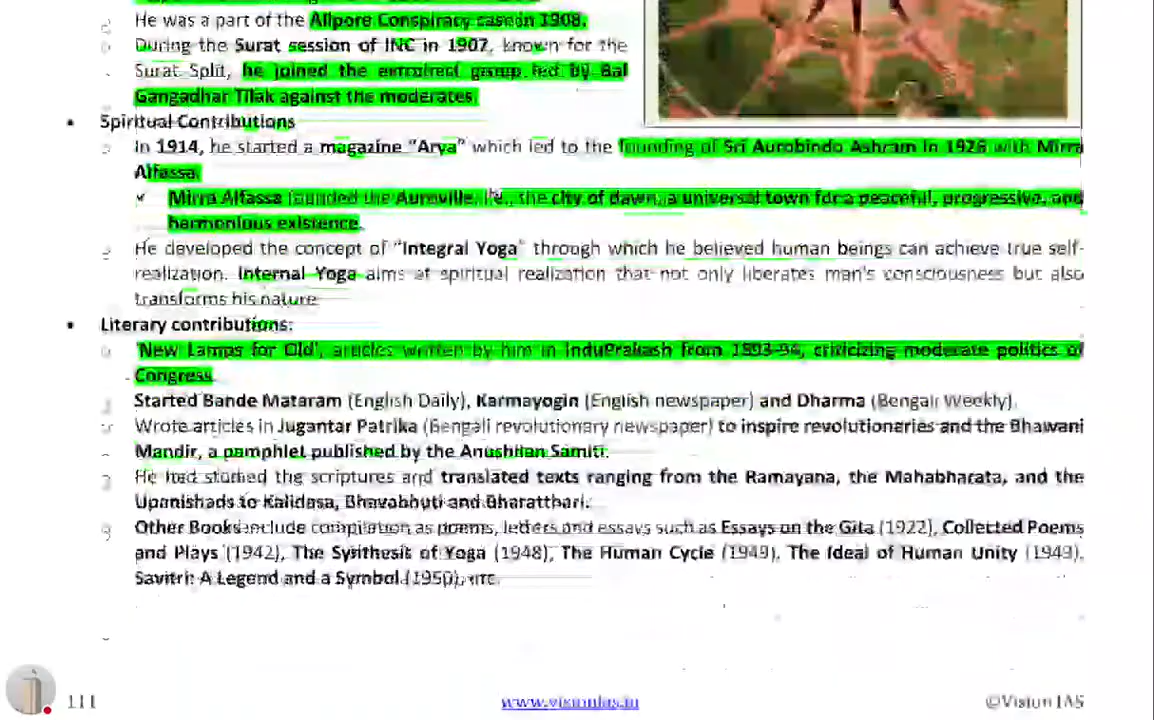 He was a part of the Alipore Conspiracy case in 1908.
During the Surat session of INC in 1907, known for the
Surat Split, he joined the extremist group led by Bal
Gangadhar Tilak against the moderates.
• Spiritual Contributions
In 1914, he started a magazine “Arya” which led to the founding of Sri Aurobindo Ashram in 1926 with Mirra
Alfassa.
Mirra Alfassa founded the Auroville, i.e., the city of dawn, a universal town for a peaceful, progressive, and
harmonious existence.
He developed the concept of “Integral Yoga” through which he believed human beings can achieve true self-
realization. Internal Yoga aims at spiritual realization that not only liberates man's consciousness but also
transforms his nature
• Literary contributions:
'New Lamps for Old', articles written by him in InduPrakash from 1893-94, criticizing moderate politics of
Congress.
Started Bande Mataram (English Daily), Karmayogin (English newspaper) and Dharma (Bengali Weekly).
Wrote articles in Jugantar Patrika (Bengali revolutionary newspaper) to inspire revolutionaries and the Bhawani
Mandir, a pamphlet published by the Anushilan Samiti.
He had studied the scriptures and translated texts ranging from the Ramayana, the Mahabharata, and the
Upanishads to Kalidasa, Bhavabhuti and Bharatthari.
Other Books include compilation as poems, letters and essays such as Essays on the Gita (1922), Collected Poems
and Plays (1942), The Synthesis of Yoga (1948), The Human Cycle (1949), The Ideal of Human Unity (1949),
Savitri: A Legend and a Symbol (1950), etc.
111
www.visionias.in
©Vision IAS